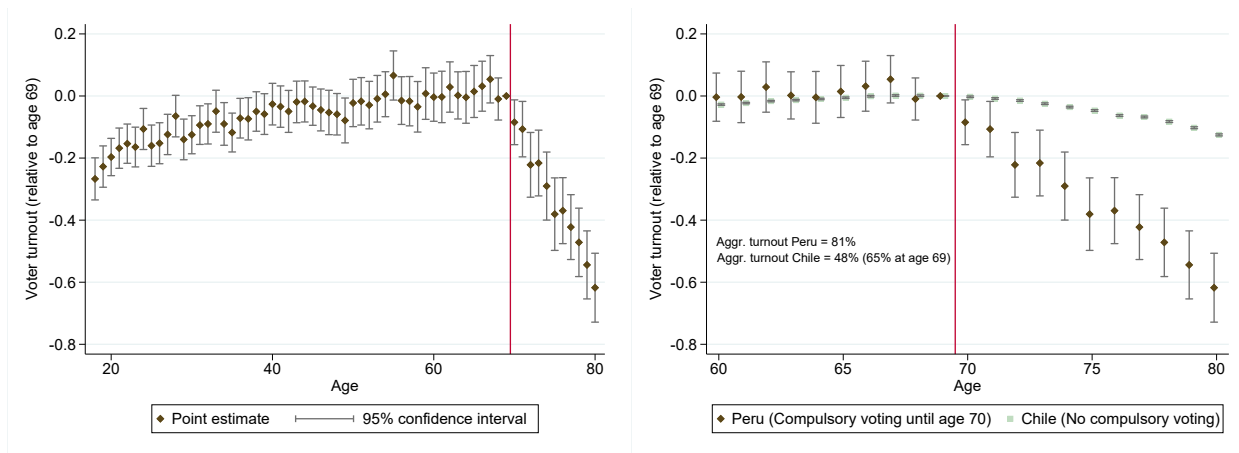 Voter turnout (relative to age 69)
0.2
0.0
-0.2
-0.4
-0.6
-0.8
20
40
60
80
Age
Point estimate
95% confidence interval
Voter turnout (relative to age 69)
0.2
0.0
-0.2
-0.4
-0.6
-0.8
Aggr. turnout Peru = 81%
Aggr. turnout Chile = 48% (65% at age 69)
60
65
70
75
80
Age
Peru (Compulsory voting until age 70)
Chile (No compulsory voting)